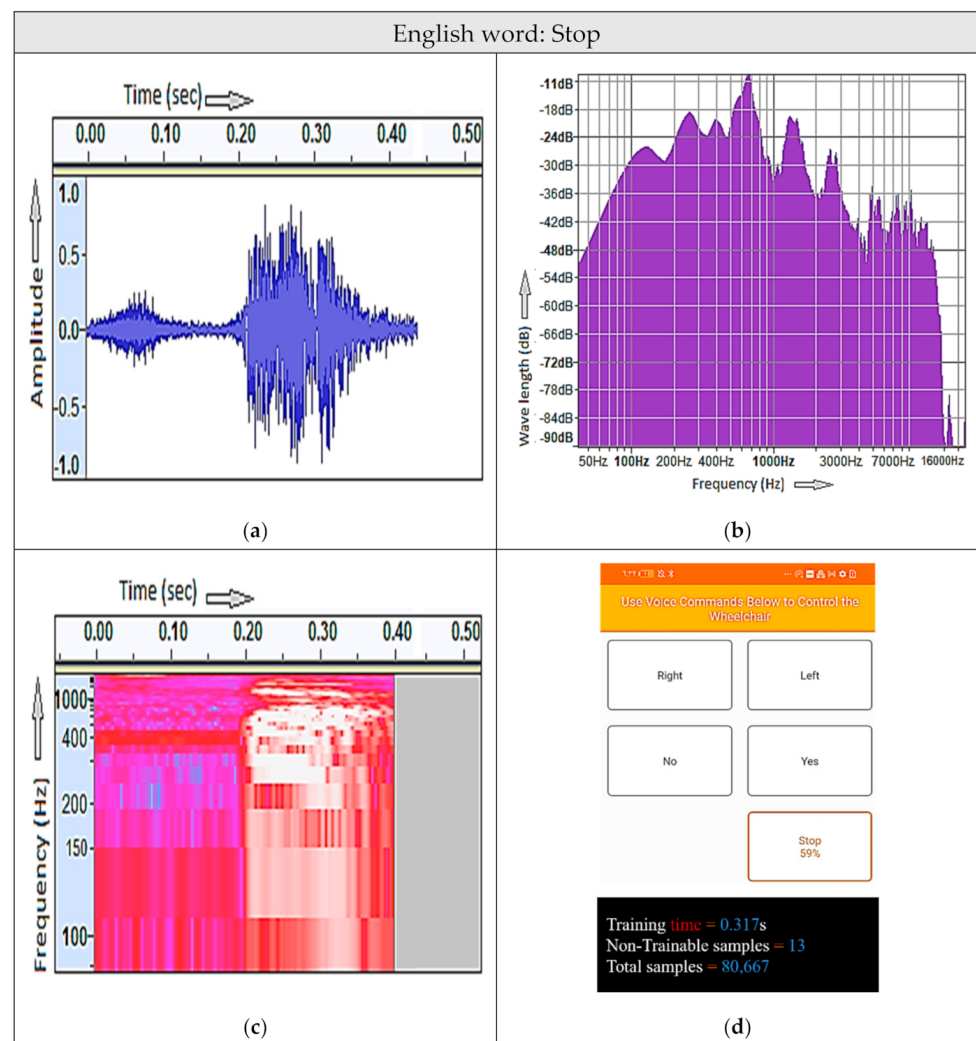 English word: Stop
Time (sec)
0.00 0.10 0.20 0.30 0.40 0.50
Amplitude
1.0
0.5
0.0
-0.5
-1.0
(a)
-11dB
-18dB
-24dB
-30dB
-36dB
-42dB
-48dB
-54dB
-60dB
-66dB
-72dB
-78dB
-84dB
-90dB
Wave length (dB)
50Hz 100Hz 200Hz 400Hz 1000Hz 3000Hz 7000Hz 16000Hz
Frequency (Hz)
(b)
Time (sec)
0.00 0.10 0.20 0.30 0.40 0.50
Frequency (Hz)
1000
400
200
150
100
(c)
Use Voice Commands Below to Control the
Wheelchair
Right Left
No Yes
Stop
59%
Training time = 0.317s
Non-Trainable samples = 13
Total samples = 80,667
(d)